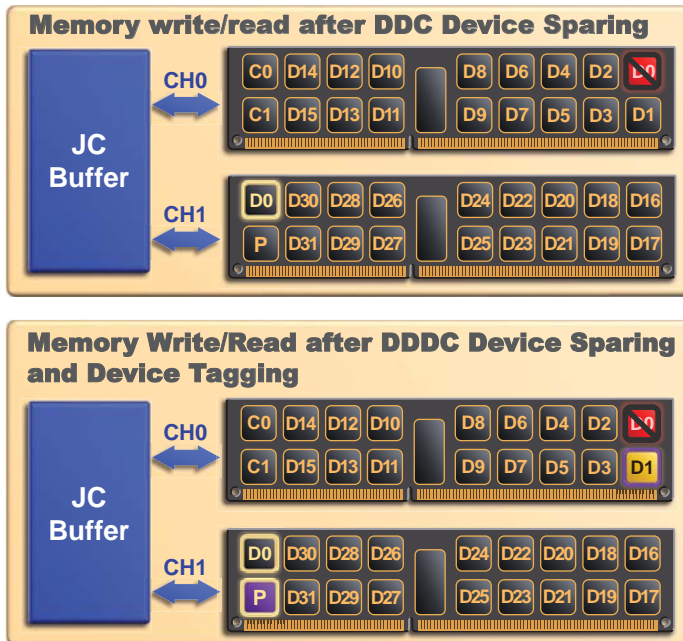 Memory write/read after DDC Device Sparing
JC
Buffer
CH0
C0 D14 D12 D10 D8 D6 D4 D2 D0
C1 D15 D13 D11 D9 D7 D5 D3 D1
CH1
D0 D30 D28 D26 D24 D22 D20 D18 D16
P D31 D29 D27 D25 D23 D21 D19 D17
Memory Write/Read after DDDC Device Sparing
and Device Tagging
JC
Buffer
CH0
C0 D14 D12 D10 D8 D6 D4 D2 D0
C1 D15 D13 D11 D9 D7 D5 D3 D1
CH1
D0 D30 D28 D26 D24 D22 D20 D18 D16
P D31 D29 D27 D25 D23 D21 D19 D17